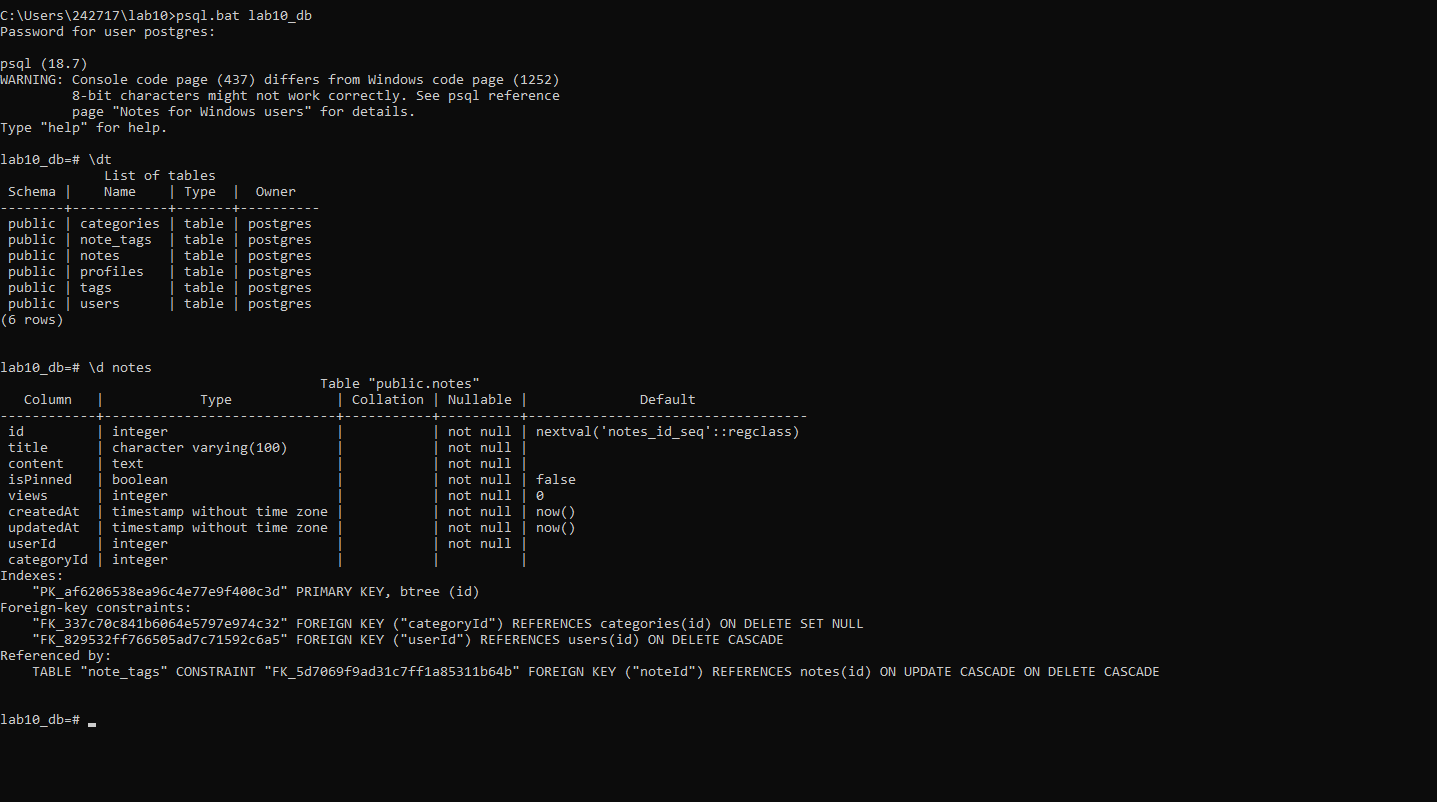 C:\Users\242717\lab10>psql.bat lab10_db
Password for user postgres:
psql (18.7)
WARNING: Console code page (437) differs from Windows code page (1252)
         8-bit characters might not work correctly. See psql reference
         page "Notes for Windows users" for details.
Type "help" for help.
lab10_db=# \dt
             List of tables
 Schema |    Name    | Type  |  Owner
--------+------------+-------+----------
 public | categories | table | postgres
 public | note_tags  | table | postgres
 public | notes      | table | postgres
 public | profiles   | table | postgres
 public | tags       | table | postgres
 public | users      | table | postgres
(6 rows)
lab10_db=# \d notes
                                        Table "public.notes"
   Column   |            Type             | Collation | Nullable |              Default
------------+-----------------------------+-----------+----------+-----------------------------------
 id         | integer                     |           | not null | nextval('notes_id_seq'::regclass)
 title      | character varying(100)      |           | not null |
 content    | text                        |           | not null |
 isPinned   | boolean                     |           | not null | false
 views      | integer                     |           | not null | 0
 createdAt  | timestamp without time zone |           | not null | now()
 updatedAt  | timestamp without time zone |           | not null | now()
 userId     | integer                     |           | not null |
 categoryId | integer                     |           |          |
Indexes:
    "PK_af6206538ea96c4e77e9f400c3d" PRIMARY KEY, btree (id)
Foreign-key constraints:
    "FK_337c70c841b6064e5797e974c32" FOREIGN KEY ("categoryId") REFERENCES categories(id) ON DELETE SET NULL
    "FK_829532ff766505ad7c71592c6a5" FOREIGN KEY ("userId") REFERENCES users(id) ON DELETE CASCADE
Referenced by:
    TABLE "note_tags" CONSTRAINT "FK_5d7069f9ad31c7ff1a85311b64b" FOREIGN KEY ("noteId") REFERENCES notes(id) ON UPDATE CASCADE ON DELETE CASCADE
lab10_db=# _